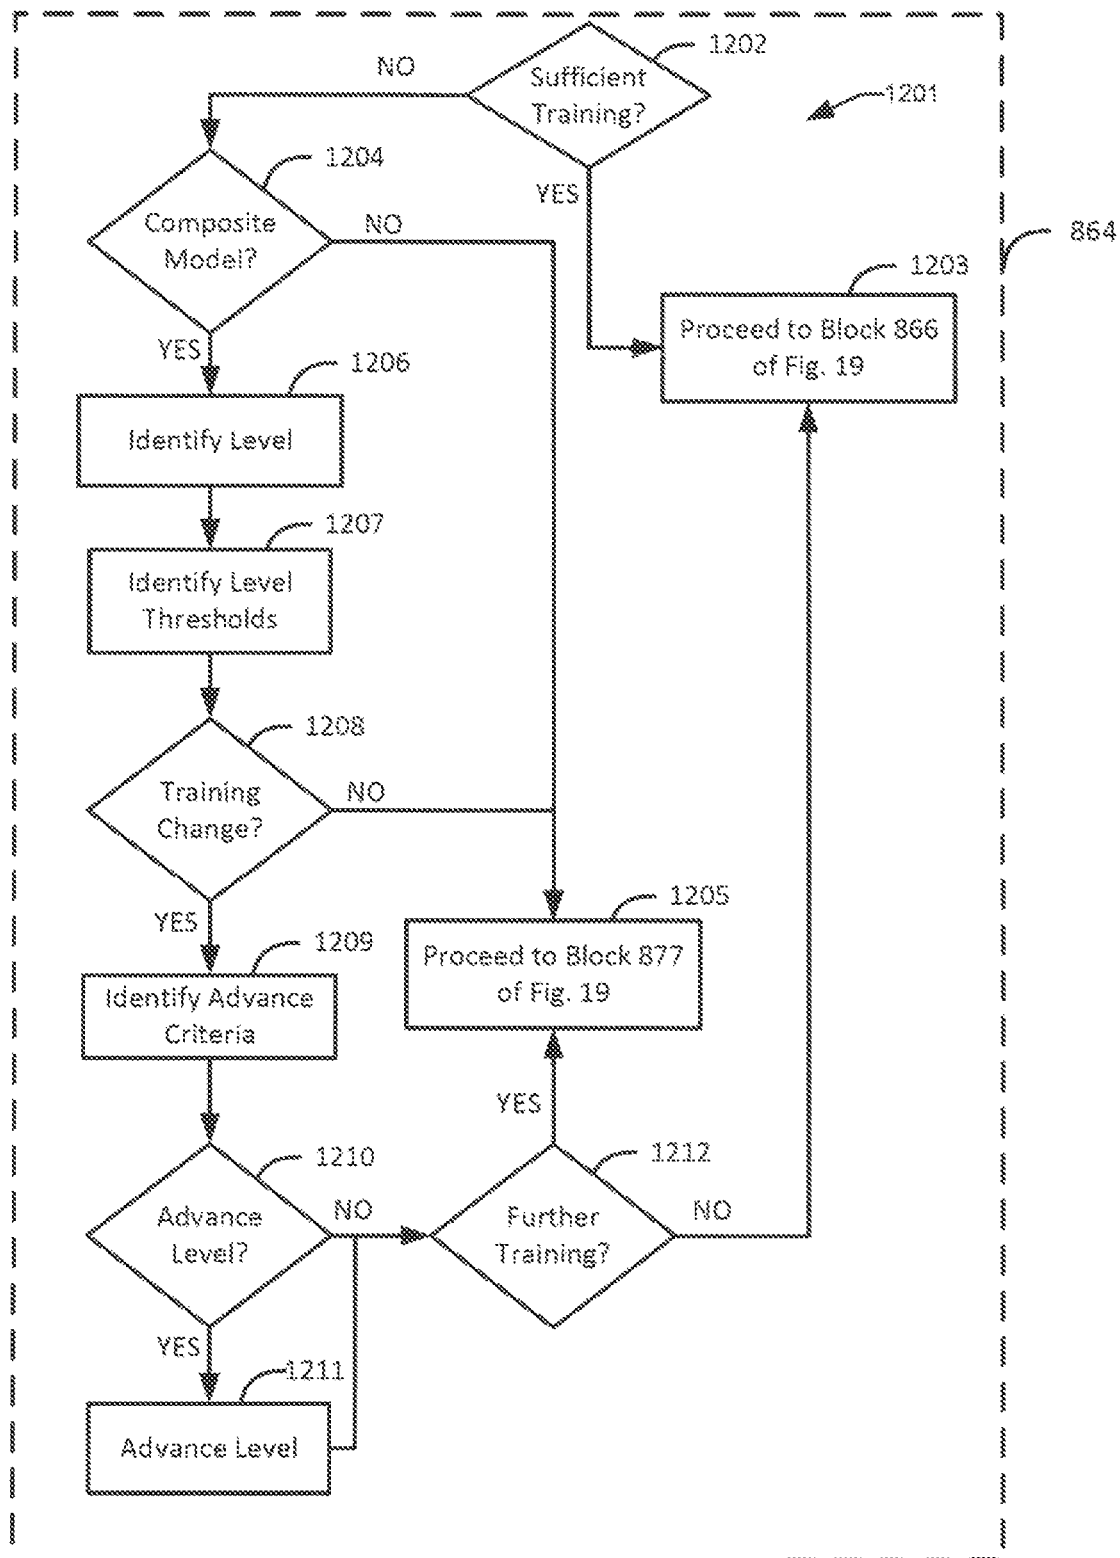 1202
NO
Sufficient
Training?
1201
1204
YES
Composite
Model?
NO
864
1203
Proceed to Block 866
of Fig. 19
YES
1206
Identify Level
1207
Identify Level
Thresholds
1208
Training
Change?
NO
YES
1205
1209
Proceed to Block 877
of Fig. 19
Identify Advance
Criteria
YES
1210
1212
Advance
Level?
NO
Further
Training?
NO
YES
1211
Advance Level